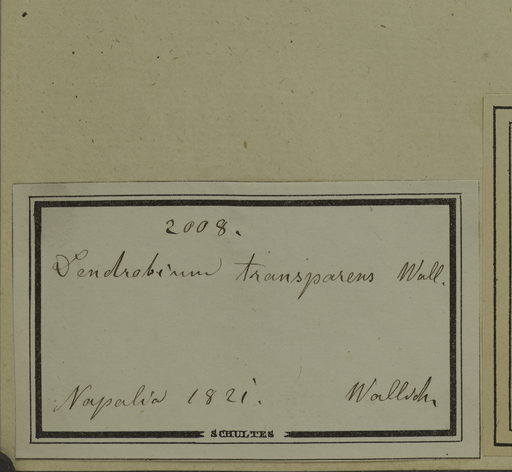 2008.
Dendrobium transparens Wall.
Napalia 1821. Wallich.
SCHULTES